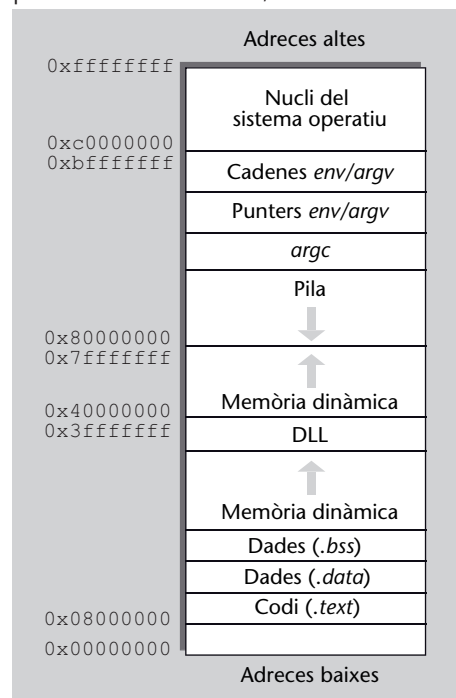 Adreces altes
0xffffffff
Nucli del
sistema operatiu
0xc0000000
0xbfffffff
Cadenes env/argv
Punters env/argv
argc
Pila
0x80000000
0x7fffffff
Memòria dinàmica
0x40000000
0x3fffffff
DLL
Memòria dinàmica
Dades (.bss)
Dades (.data)
Codi (.text)
0x08000000
0x00000000
Adreces baixes